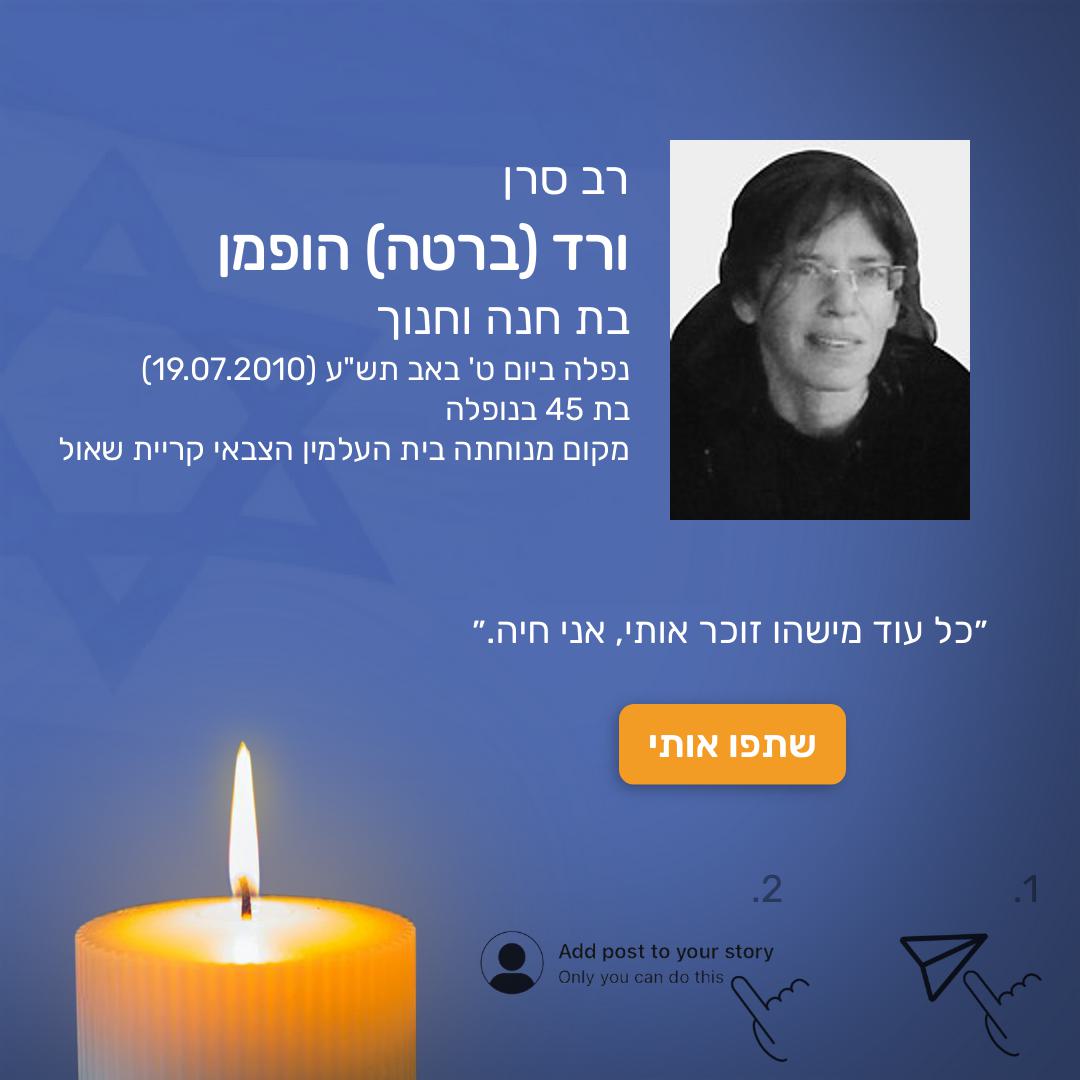 רב סרן
ורד (ברטה) הופמן
בת חנה וחנוך
נפלה ביום ט' באב תש"ע (19.07.2010)
בת 45 בנופלה
מקום מנוחתה בית העלמין הצבאי קריית שאול
״כל עוד מישהו זוכר אותי, אני חיה.״
שתפו אותי
1.
2.
Add post to your story
Only you can do this